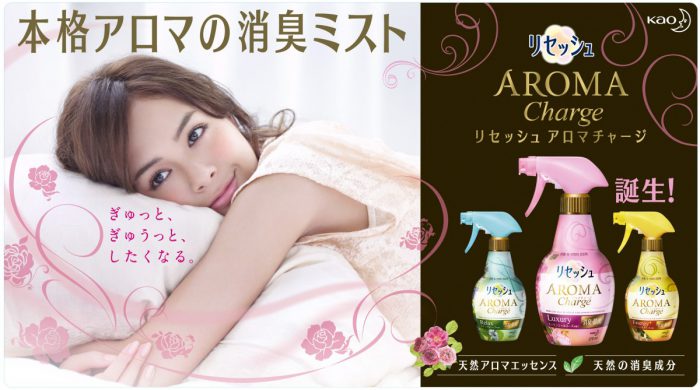 本格アロマの消臭ミスト
ぎゅっと、
ぎゅうっと、
したくなる。
Kao
リセッシュ
AROMA
Charge
リセッシュ アロマチャージ
誕生!
リセッシュ
AROMA
Charge
Relax
リセッシュ
AROMA
Charge
Luxury
リセッシュ
AROMA
Charge
天然アロマエッセンス
天然の消臭成分